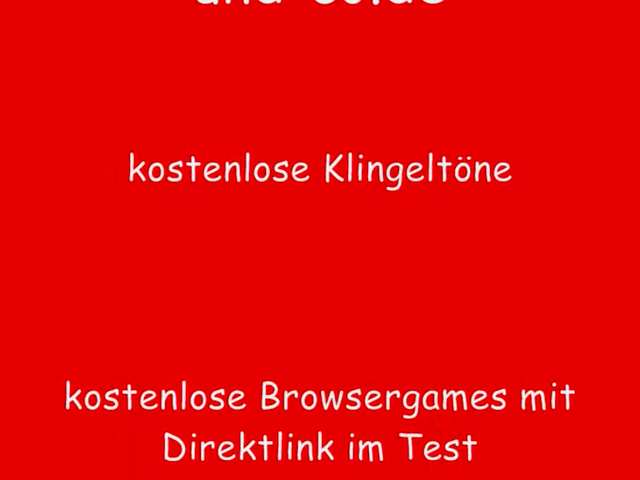 kostenlose Klingeltöne
kostenlose Browsergames mit
Direktlink im Test